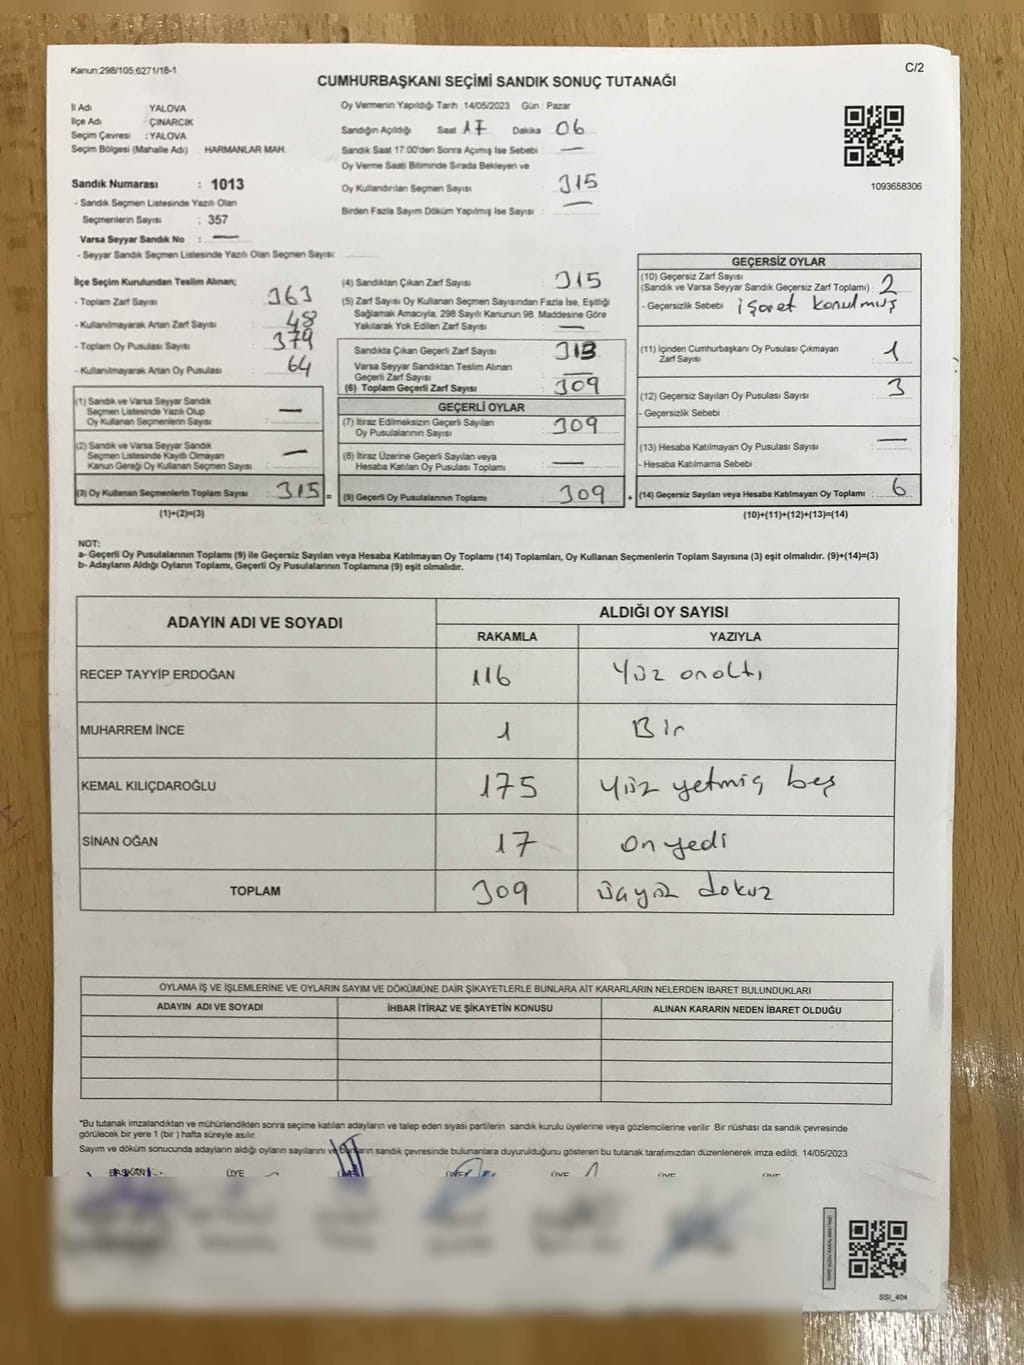 Kanun:298/105;6271/18-1
C/2
CUMHURBAŞKANI SEÇİMİ SANDIK SONUÇ TUTANAĞI
İl Adı : YALOVA
İlçe Adı : ÇINARCIK
Seçim Çevresi : YALOVA
Seçim Bölgesi (Mahalle Adı) : HARMANLAR MAH.
Oy Vermenin Yapıldığı Tarih :14/05/2023 Gün : Pazar
Sandığın Açıldığı Saat 17 Dakika 06
Sandık Saat 17:00'den Sonra Açımış İse Sebebi : —
Oy Verme Saati Bitiminde Sırada Bekleyen ve
Oy Kullandırılan Seçmen Sayısı : 315
Birden Fazla Sayım Döküm Yapılmış İse Sayısı : —
1093658306
Sandık Numarası : 1013
- Sandık Seçmen Listesinde Yazılı Olan
Seçmenlerin Sayısı : 357
Varsa Seyyar Sandık No : —
- Seyyar Sandık Seçmen Listesinde Yazılı Olan Seçmen Sayısı:
İlçe Seçim Kurulundan Teslim Alınan;
- Toplam Zarf Sayısı : 363
- Kullanılmayarak Artan Zarf Sayısı : 48
- Toplam Oy Pusulası Sayısı : 379
- Kullanılmayarak Artan Oy Pusulası : 64
(1) Sandık ve Varsa Seyyar Sandık
Seçmen Listesinde Yazılı Olup
Oy Kullanan Seçmenlerin Sayısı : —
(2) Sandık ve Varsa Seyyar Sandık
Seçmen Listesinde Kayıtlı Olmayan
Kanun Gereği Oy Kullanan Seçmen Sayısı : —
(3) Oy Kullanan Seçmenlerin Toplam Sayısı : 315 =
(1)+(2)=(3)
(4) Sandıktan Çıkan Zarf Sayısı : 315
(5) Zarf Sayısı Oy Kullanan Seçmen Sayısından Fazla İse, Eşitliği
Sağlamak Amacıyla, 298 Sayılı Kanunun 98. Maddesine Göre
Yakılarak Yok Edilen Zarf Sayısı : —
Sandıkta Çıkan Geçerli Zarf Sayısı : 313
Varsa Seyyar Sandıktan Teslim Alınan
Geçerli Zarf Sayısı : —
(6) Toplam Geçerli Zarf Sayısı : 309
GEÇERLİ OYLAR
(7) İtiraz Edilmeksizin Geçerli Sayılan
Oy Pusulalarının Sayısı : 309
(8) İtiraz Üzerine Geçerli Sayılan veya
Hesaba Katılan Oy Pusulası Toplamı : —
(9) Geçerli Oy Pusulalarının Toplamı : 309 +
GEÇERSİZ OYLAR
(10) Geçersiz Zarf Sayısı
(Sandık ve Varsa Seyyar Sandık Geçersiz Zarf Toplamı) : 2
- Geçersizlik Sebebi : işaret konulmuş
(11) İçinden Cumhurbaşkanı Oy Pusulası Çıkmayan
Zarf Sayısı : 1
(12) Geçersiz Sayılan Oy Pusulası Sayısı : 3
- Geçersizlik Sebebi :
(13) Hesaba Katılmayan Oy Pusulası Sayısı : —
- Hesaba Katılmama Sebebi :
(14) Geçersiz Sayılan veya Hesaba Katılmayan Oy Toplamı : 6
(10)+(11)+(12)+(13)=(14)
NOT:
a- Geçerli Oy Pusulalarının Toplamı (9) ile Geçersiz Sayılan veya Hesaba Katılmayan Oy Toplamı (14) Toplamları, Oy Kullanan Seçmenlerin Toplam Sayısına (3) eşit olmalıdır. (9)+(14)=(3)
b- Adayların Aldığı Oyların Toplamı, Geçerli Oy Pusulalarının Toplamına (9) eşit olmalıdır.
ADAYIN ADI VE SOYADI ALDIĞI OY SAYISI
RAKAMLA YAZIYLA
RECEP TAYYİP ERDOĞAN 116 Yüz onaltı
MUHARREM İNCE 1 Bir
KEMAL KILIÇDAROĞLU 175 yüz yetmiş beş
SİNAN OĞAN 17 on yedi
TOPLAM 309 üçyüz dokuz
OYLAMA İŞ VE İŞLEMLERİNE VE OYLARIN SAYIM VE DÖKÜMÜNE DAİR ŞİKAYETLERLE BUNLARA AİT KARARLARIN NELERDEN İBARET BULUNDUKLARI
ADAYIN ADI VE SOYADI İHBAR İTİRAZ VE ŞİKAYETİN KONUSU ALINAN KARARIN NEDEN İBARET OLDUĞU
*Bu tutanak imzalandıktan ve mühürlendikten sonra seçime katılan adayların ve talep eden siyasi partilerin sandık kurulu üyelerine veya gözlemcilerine verilir. Bir nüshası da sandık çevresinde
görülecek bir yere 1 (bir ) hafta süreyle asılır.
Sayım ve döküm sonucunda adayların aldığı oyların sayılarını ve bunların sandık çevresinde bulunanlara duyurulduğunu gösteren bu tutanak tarafımızdan düzenlenerek imza edildi. 14/05/2023
BAŞKAN ÜYE ÜYE ÜYE ÜYE ÜYE ÜYE
SSI_404